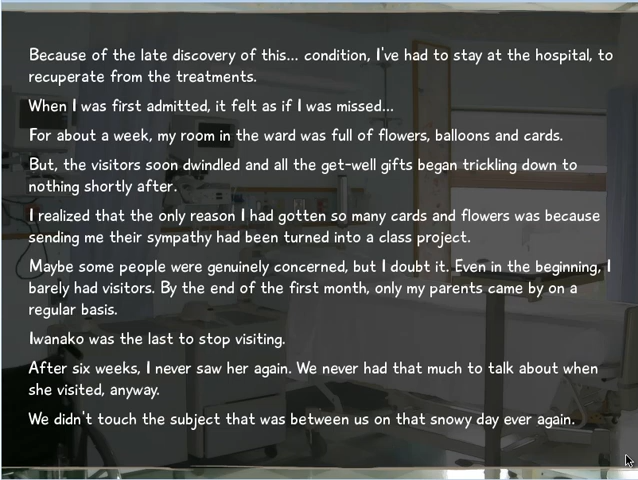 Because of the late discovery of this... condition, I've had to stay at the hospital, to
recuperate from the treatments.
When I was first admitted, it felt as if I was missed...
For about a week, my room in the ward was full of flowers, balloons and cards.
But, the visitors soon dwindled and all the get-well gifts began trickling down to
nothing shortly after.
I realized that the only reason I had gotten so many cards and flowers was because
sending me their sympathy had been turned into a class project.
Maybe some people were genuinely concerned, but I doubt it. Even in the beginning, I
barely had visitors. By the end of the first month, only my parents came by on a
regular basis.
Iwanako was the last to stop visiting.
After six weeks, I never saw her again. We never had that much to talk about when
she visited, anyway.
We didn't touch the subject that was between us on that snowy day ever again.